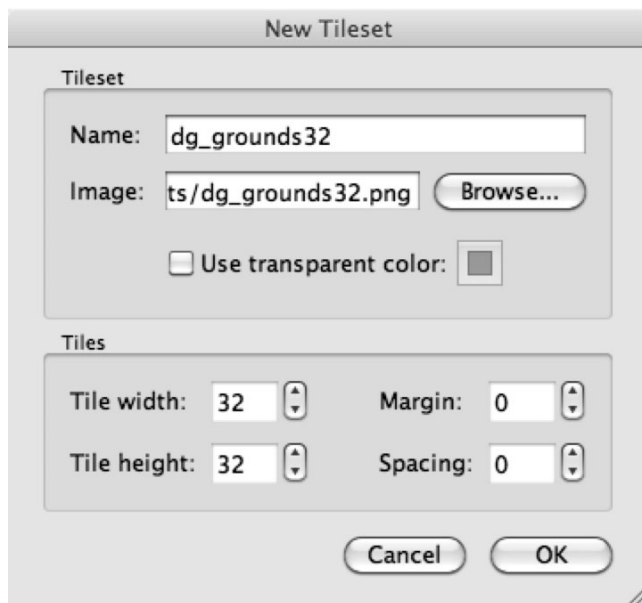 New Tileset
Tileset
Name: dg_grounds32
Image: ts/dg_grounds32.png Browse...
Use transparent color:
Tiles
Tile width: 32 Margin: 0
Tile height: 32 Spacing: 0
Cancel OK